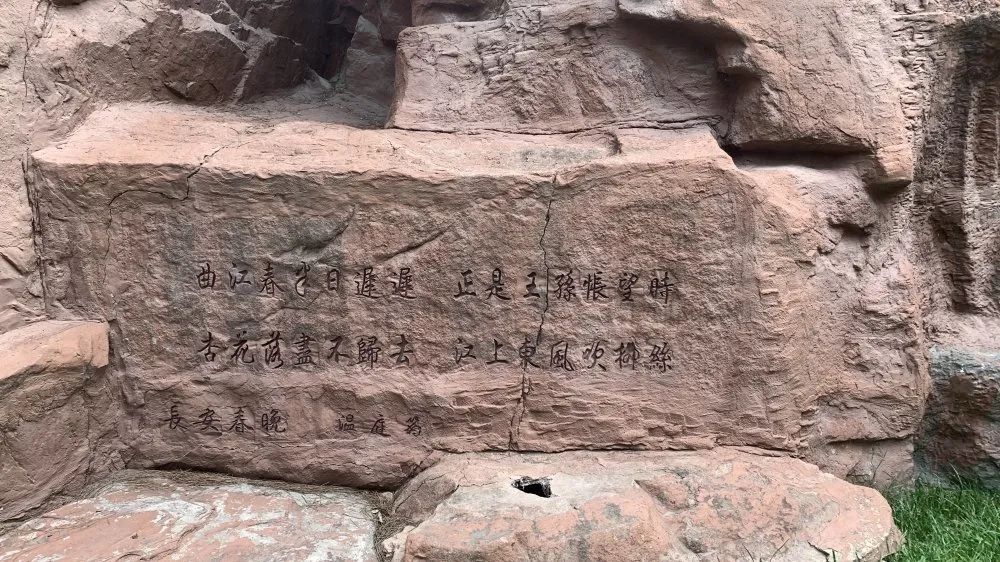 曲江春半日遲遲 正是王孫悵望時
杏花落盡不歸去 江上東風吹柳絲
長安春晚 溫庭筠